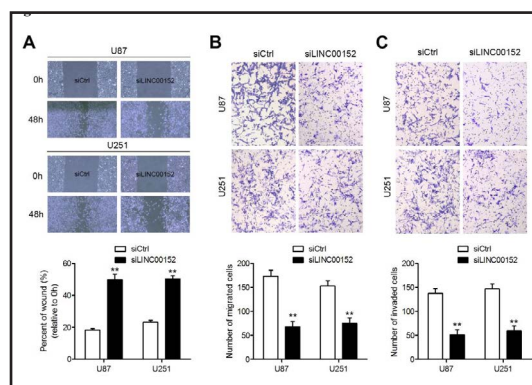 A
B
C
U87
siCtrl
siLINC00152
siCtrl
siLINC00152
0h
siCtrl
siLINC00152
48h
U87
U87
U251
0h
siCtrl
siLINC00152
48h
U251
U251
siCtrl
siLINC00152
siCtrl
siLINC00152
siCtrl
siLINC00152
Percent of wound (%)
(relative to 0h)
80
60
40
20
0
**
**
U87
U251
Number of migrated cells
200
150
100
50
0
**
**
U87
U251
Number of invaded cells
200
150
100
50
0
**
**
U87
U251